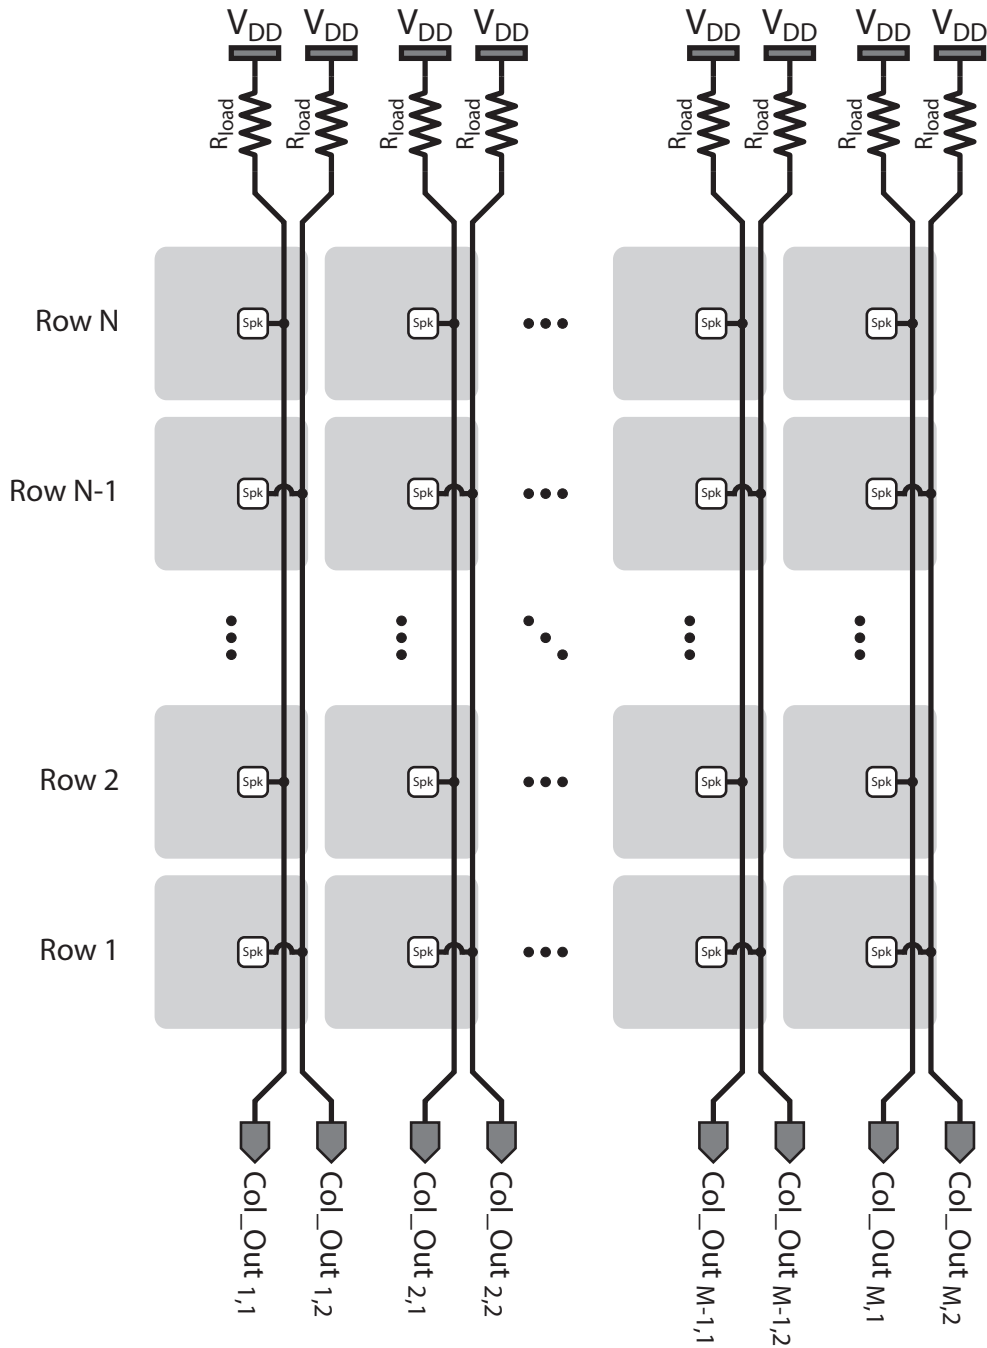 VDD VDD VDD VDD VDD VDD VDD VDD
Rload Rload Rload Rload Rload Rload Rload Rload
Row N Spk Spk Spk Spk
Row N-1 Spk Spk Spk Spk
Row 2 Spk Spk Spk Spk
Row 1 Spk Spk Spk Spk
Col_Out 1,1
Col_Out 1,2
Col_Out 2,1
Col_Out 2,2
Col_Out M-1,1
Col_Out M-1,2
Col_Out M,1
Col_Out M,2